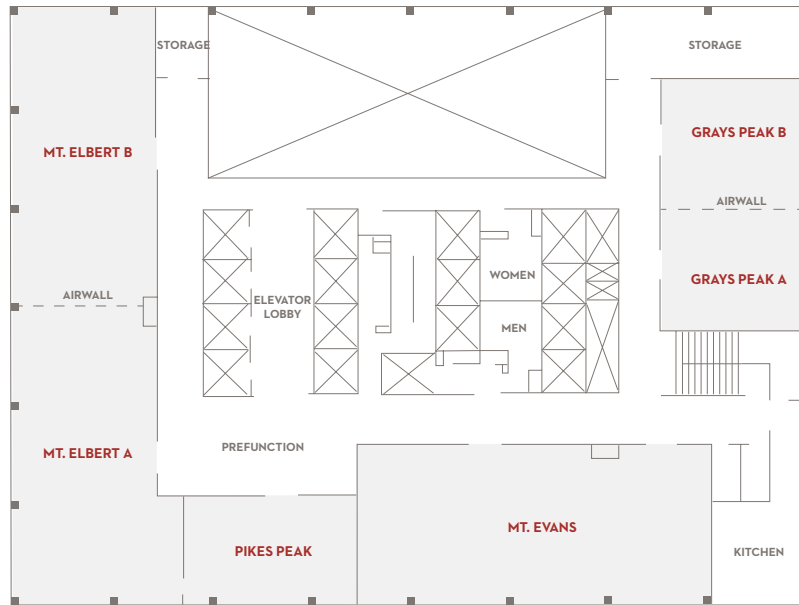 STORAGE
STORAGE
MT. ELBERT B
GRAYS PEAK B
AIRWALL
WOMEN
GRAYS PEAK A
AIRWALL
ELEVATOR
LOBBY
MEN
PREFUNCTION
MT. ELBERT A
MT. EVANS
PIKES PEAK
KITCHEN